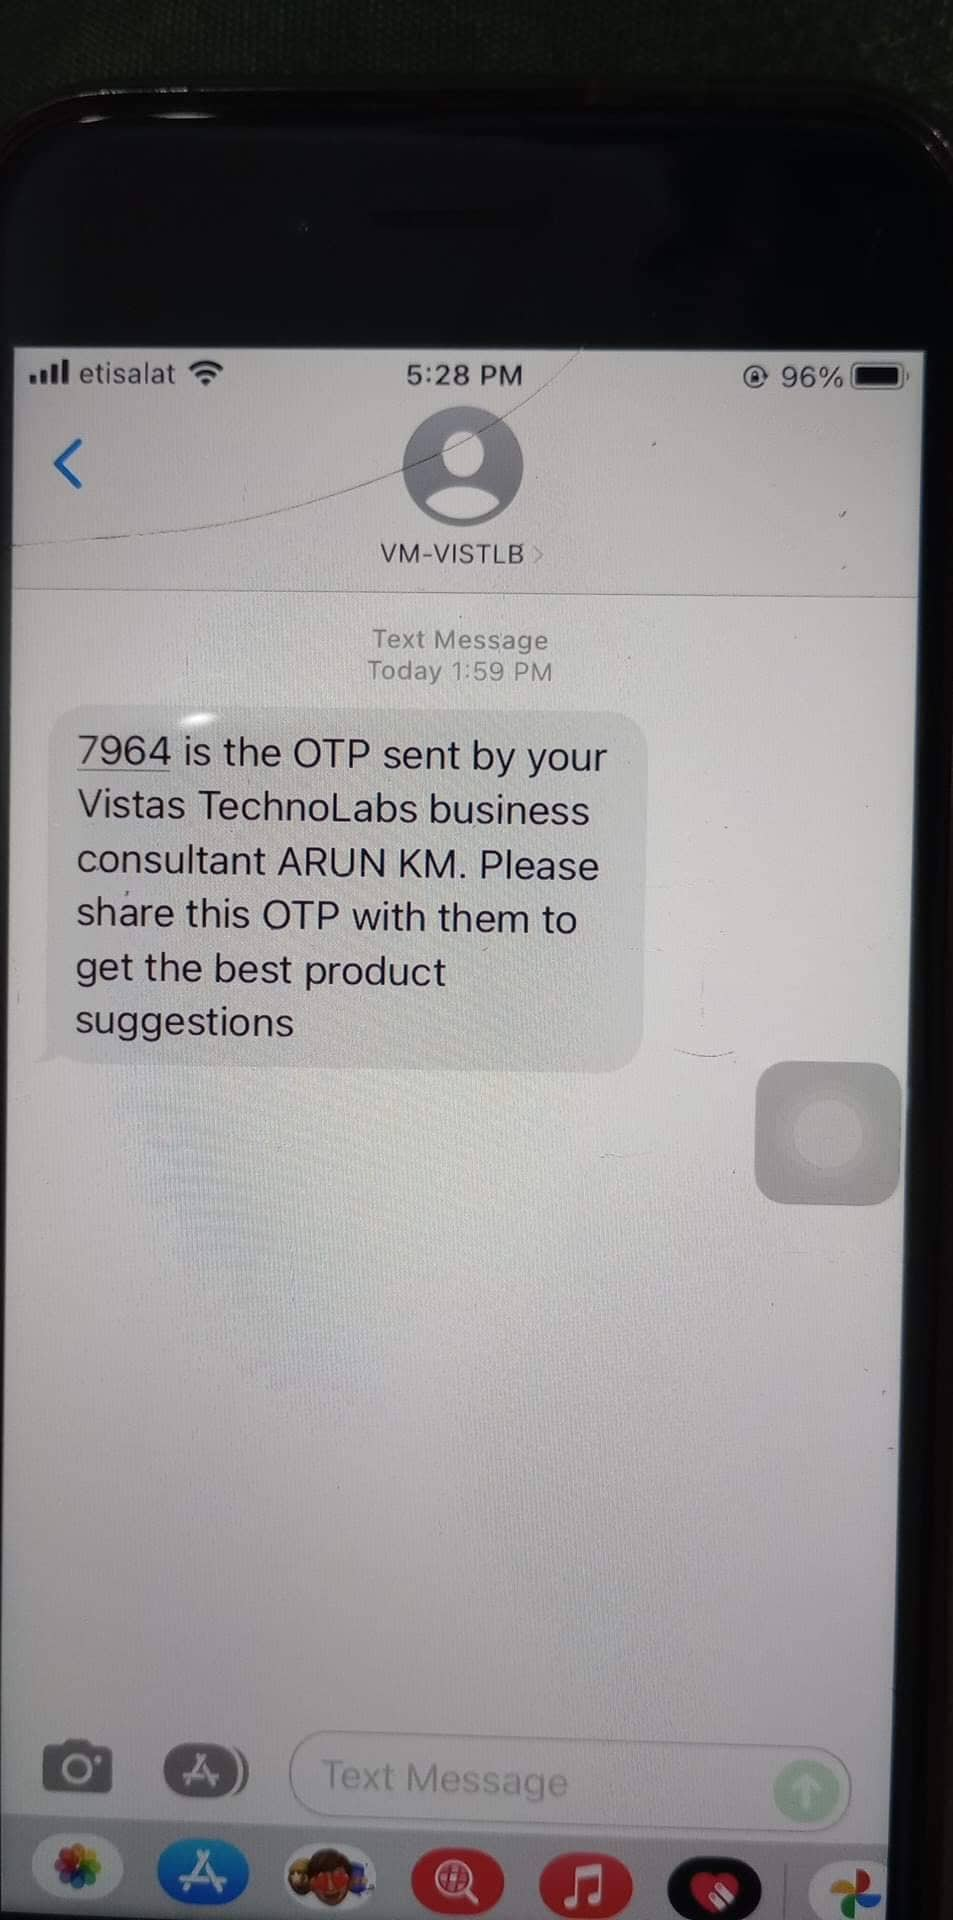 etisalat 5:28 PM 96%
VM-VISTLB
Text Message
Today 1:59 PM
7964 is the OTP sent by your
Vistas TechnoLabs business
consultant ARUN KM. Please
share this OTP with them to
get the best product
suggestions
Text Message